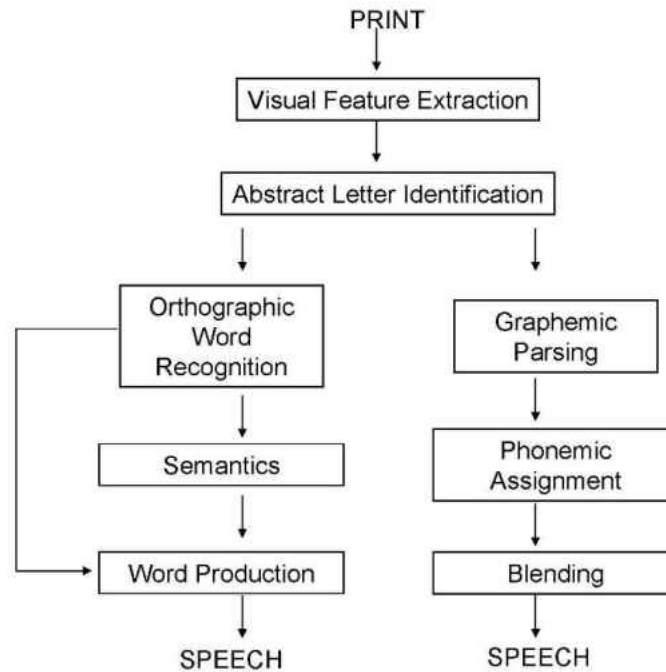 PRINT
Visual Feature Extraction
Abstract Letter Identification
Orthographic
Word
Recognition
Semantics
Word Production
SPEECH
Graphemic
Parsing
Phonemic
Assignment
Blending
SPEECH